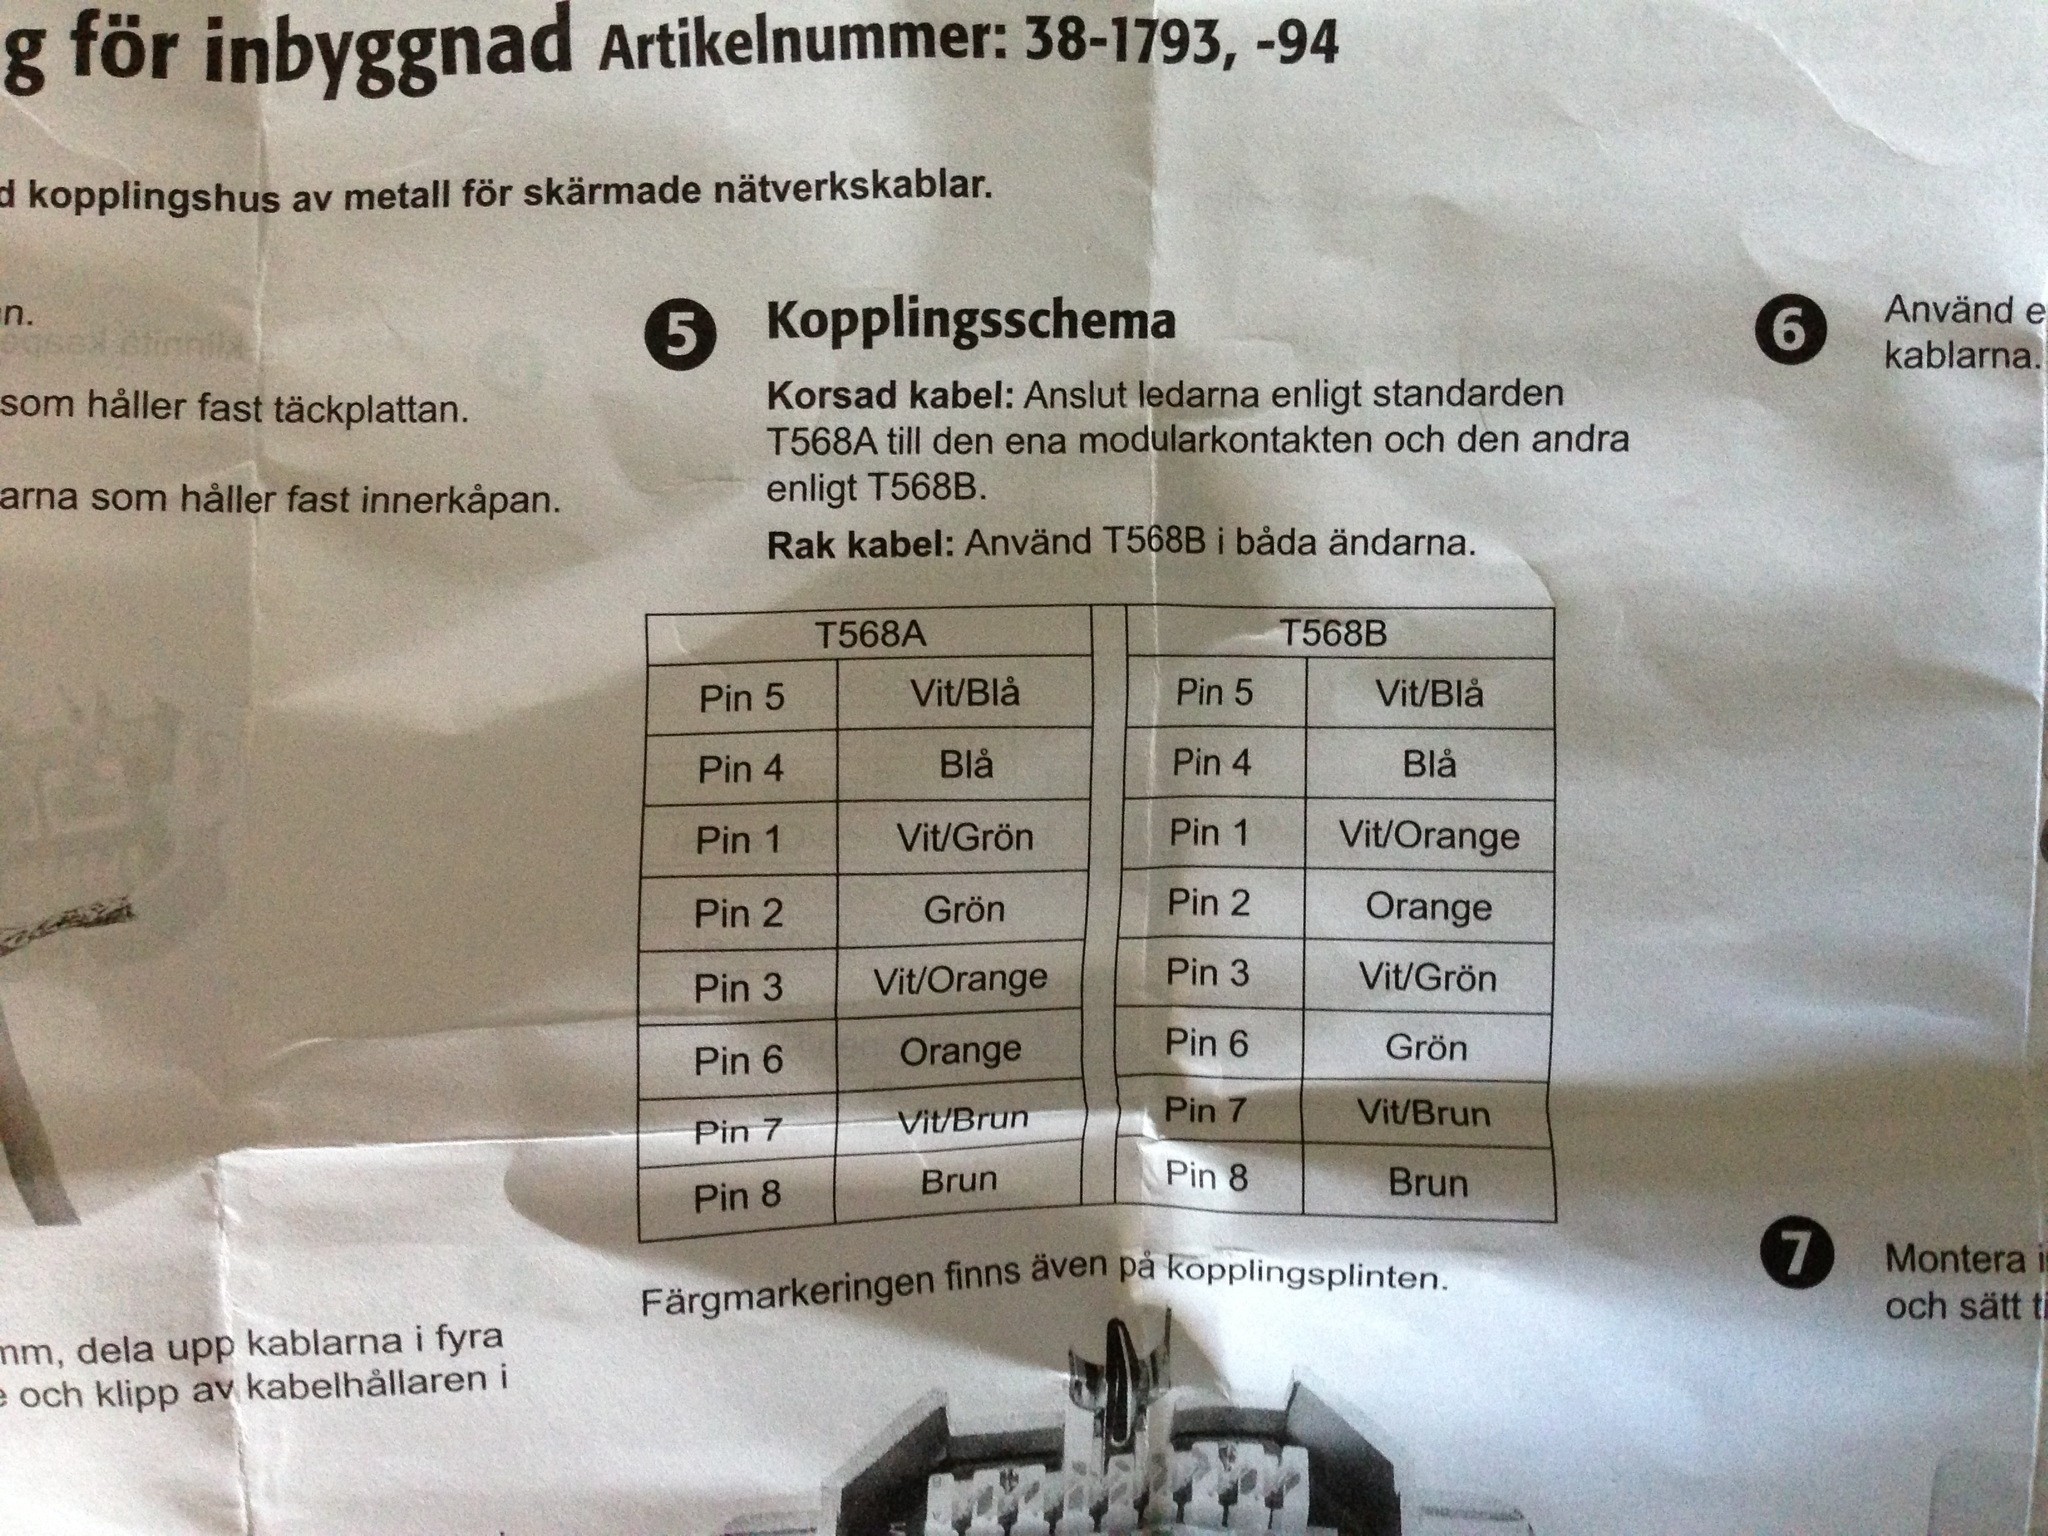 g för inbyggnad Artikelnummer: 38-1793, -94
d kopplingshus av metall för skärmade nätverkskablar.
n.
som håller fast täckplattan.
arna som håller fast innerkåpan.
mm, dela upp kablarna i fyra
e och klipp av kabelhållaren i
5 Kopplingsschema
Korsad kabel: Anslut ledarna enligt standarden
T568A till den ena modularkontakten och den andra
enligt T568B.
Rak kabel: Använd T568B i båda ändarna.
T568A T568B
Pin 5 Vit/Blå Pin 5 Vit/Blå
Pin 4 Blå Pin 4 Blå
Pin 1 Vit/Grön Pin 1 Vit/Orange
Pin 2 Grön Pin 2 Orange
Pin 3 Vit/Orange Pin 3 Vit/Grön
Pin 6 Orange Pin 6 Grön
Pin 7 Vit/Brun Pin 7 Vit/Brun
Pin 8 Brun Pin 8 Brun
Färgmarkeringen finns även på kopplingsplinten.
6 Använd e
kablarna.
7 Montera i
och sätt ti